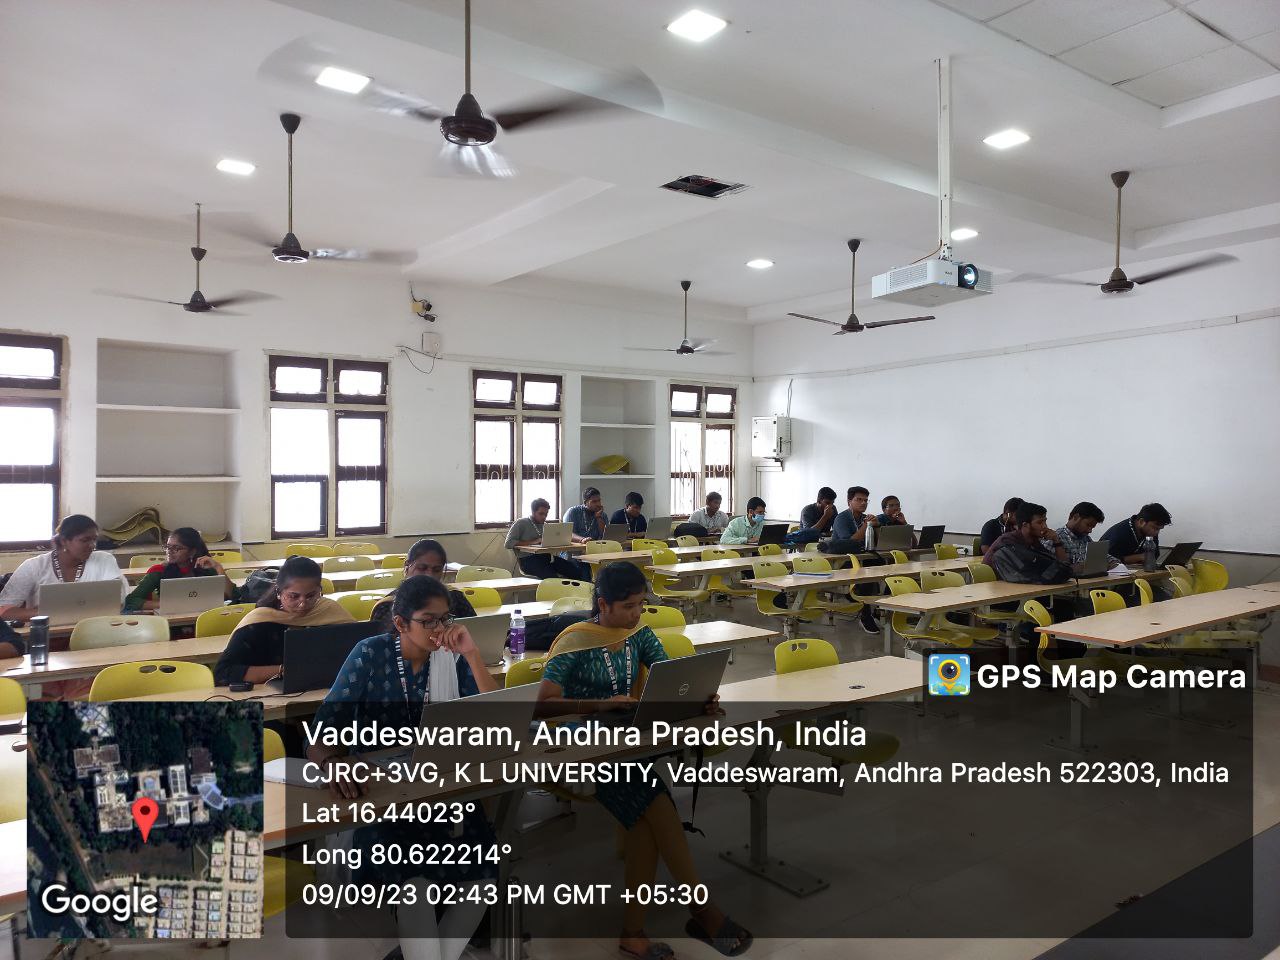 GPS Map Camera
Vaddeswaram, Andhra Pradesh, India
CJRC+3VG, K L UNIVERSITY, Vaddeswaram, Andhra Pradesh 522303, India
Lat 16.44023°
Long 80.622214°
09/09/23 02:43 PM GMT +05:30
Google